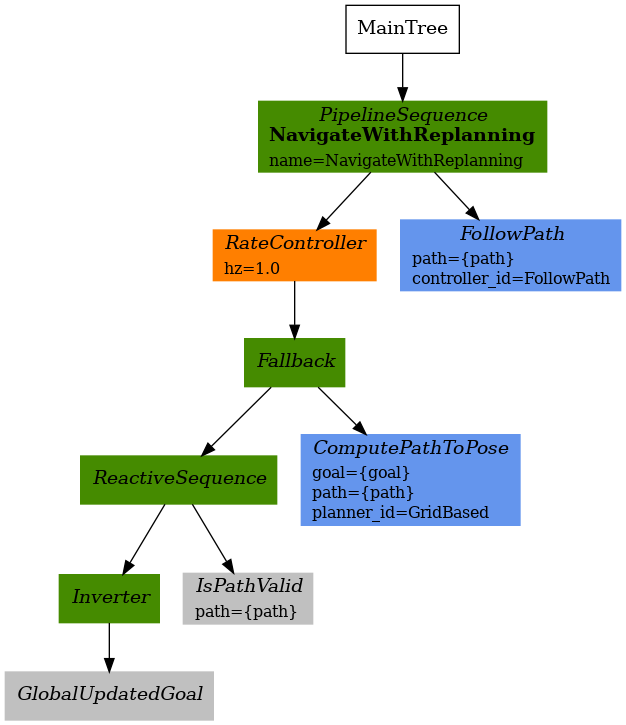 MainTree
PipelineSequence
NavigateWithReplanning
name=NavigateWithReplanning
RateController
hz=1.0
FollowPath
path={path}
controller_id=FollowPath
Fallback
ReactiveSequence
ComputePathToPose
goal={goal}
path={path}
planner_id=GridBased
Inverter
IsPathValid
path={path}
GlobalUpdatedGoal